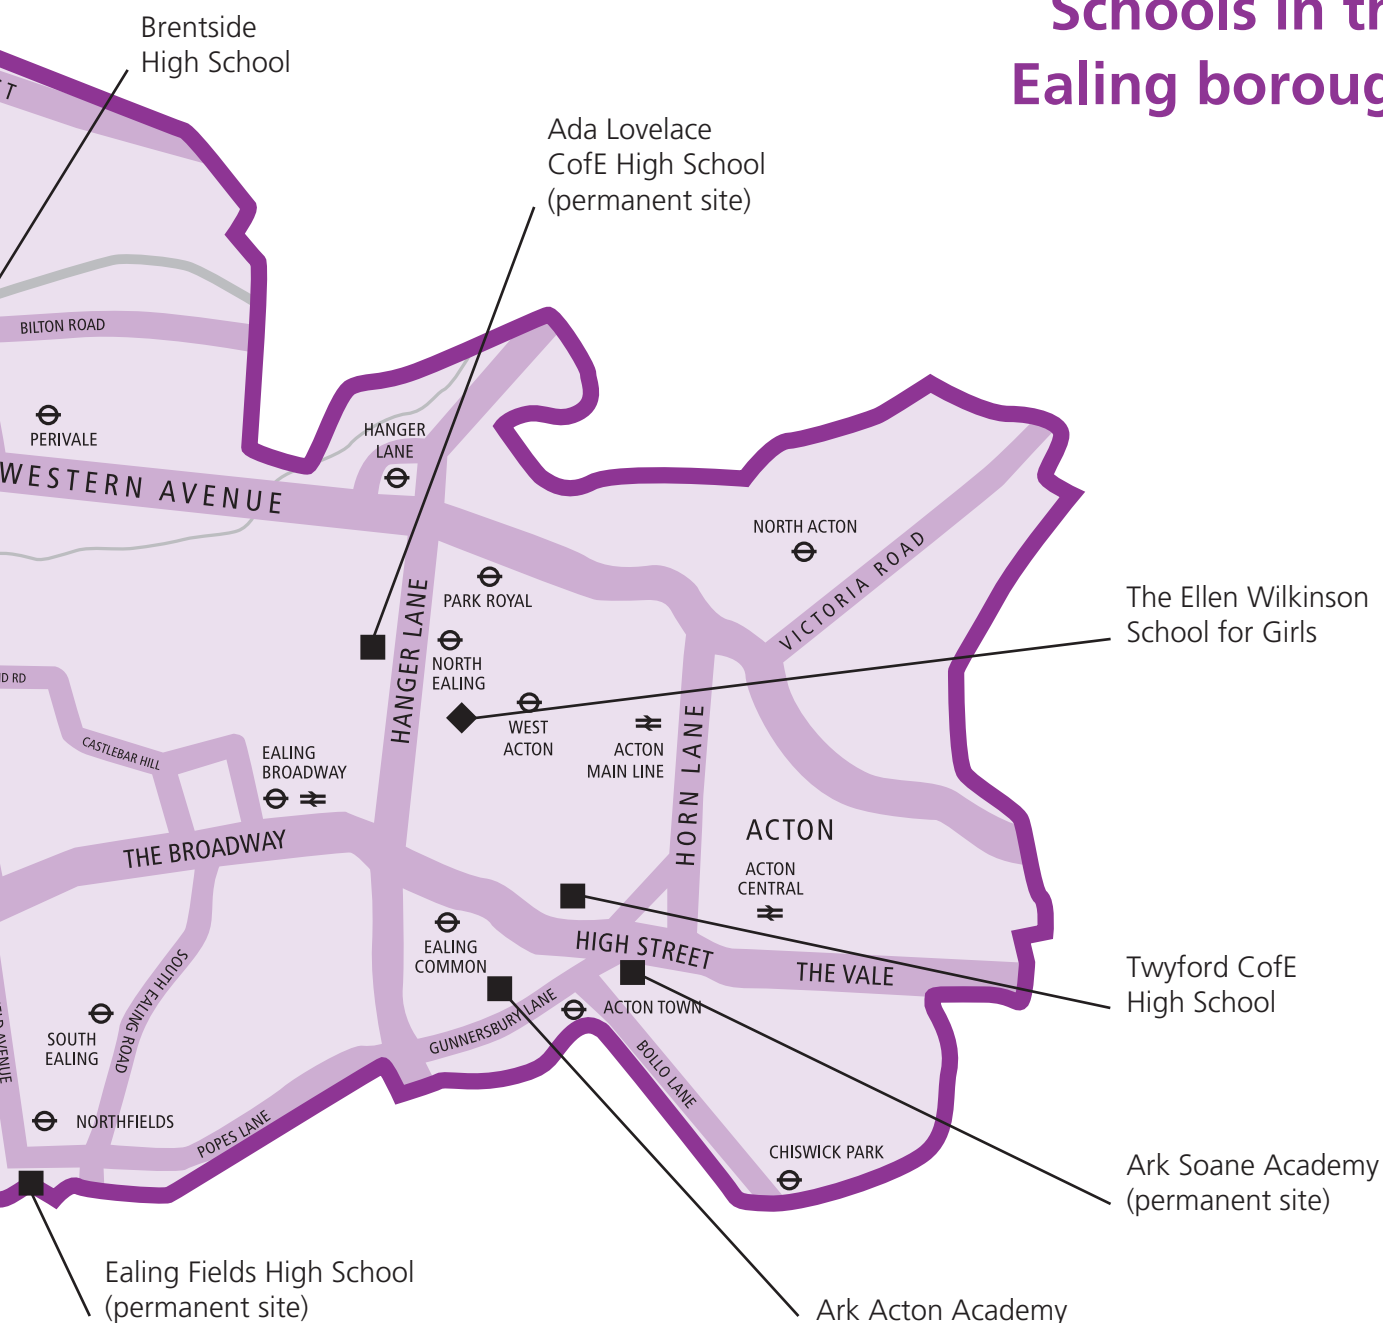 Brentside
High School
Ealing
Ada Lovelace
CofE High School
(permanent site)
BILTON ROAD
PERIVALE
HANGER
LANE
WESTERN AVENUE
NORTH ACTON
VICTORIA ROAD
PARK ROYAL
HANGER LANE
NORTH
EALING
The Ellen Wilkinson
School for Girls
RD
WEST
ACTON
ACTON
MAIN LINE
HORN LANE
CASTLEBAR HILL
EALING
BROADWAY
THE BROADWAY
ACTON
ACTON
CENTRAL
EALING
COMMON
HIGH STREET
THE VALE
Twyford CofE
High School
SOUTH EALING ROAD
SOUTH
EALING
AVENUE
GUNNERSBURY LANE
ACTON TOWN
BOLLO LANE
NORTHFIELDS
POPES LANE
CHISWICK PARK
Ark Soane Academy
(permanent site)
Ealing Fields High School
(permanent site)
Ark Acton Academy
Schools in